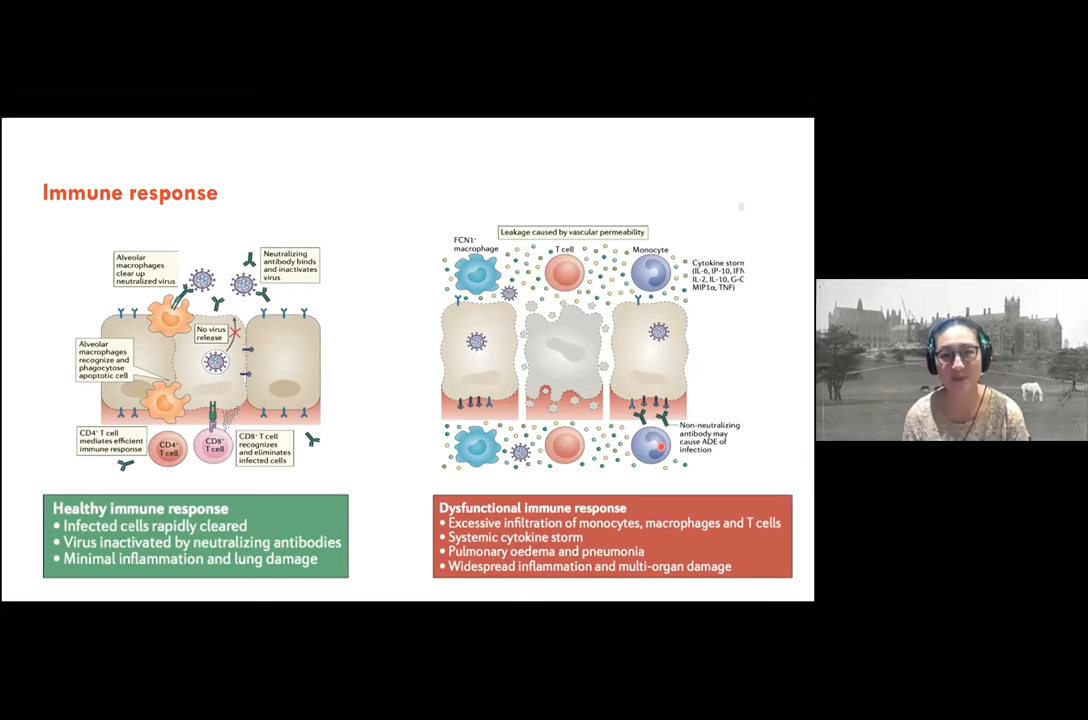 Immune response
Alveolar
macrophages
clear up
neutralized virus
Neutralizing
antibody binds
and inactivates
virus
No virus
release
Alveolar
macrophages
recognize and
phagocytose
apoptotic cell
CD4⁺ T cell
mediates efficient
immune response
CD4⁺
T cell
CD8⁺
T cell
CD8⁺ T cell
recognizes
and eliminates
infected cells
Healthy immune response
• Infected cells rapidly cleared
• Virus inactivated by neutralizing antibodies
• Minimal inflammation and lung damage
Leakage caused by vascular permeability
FCN1⁺
macrophage
T cell
Monocyte
Cytokine storm
(IL-6, IP-10, IFN
IL-2, IL-10, G-C
MIP1α, TNF)
Non-neutralizing
antibody may
cause ADE of
infection
Dysfunctional immune response
• Excessive infiltration of monocytes, macrophages and T cells
• Systemic cytokine storm
• Pulmonary oedema and pneumonia
• Widespread inflammation and multi-organ damage